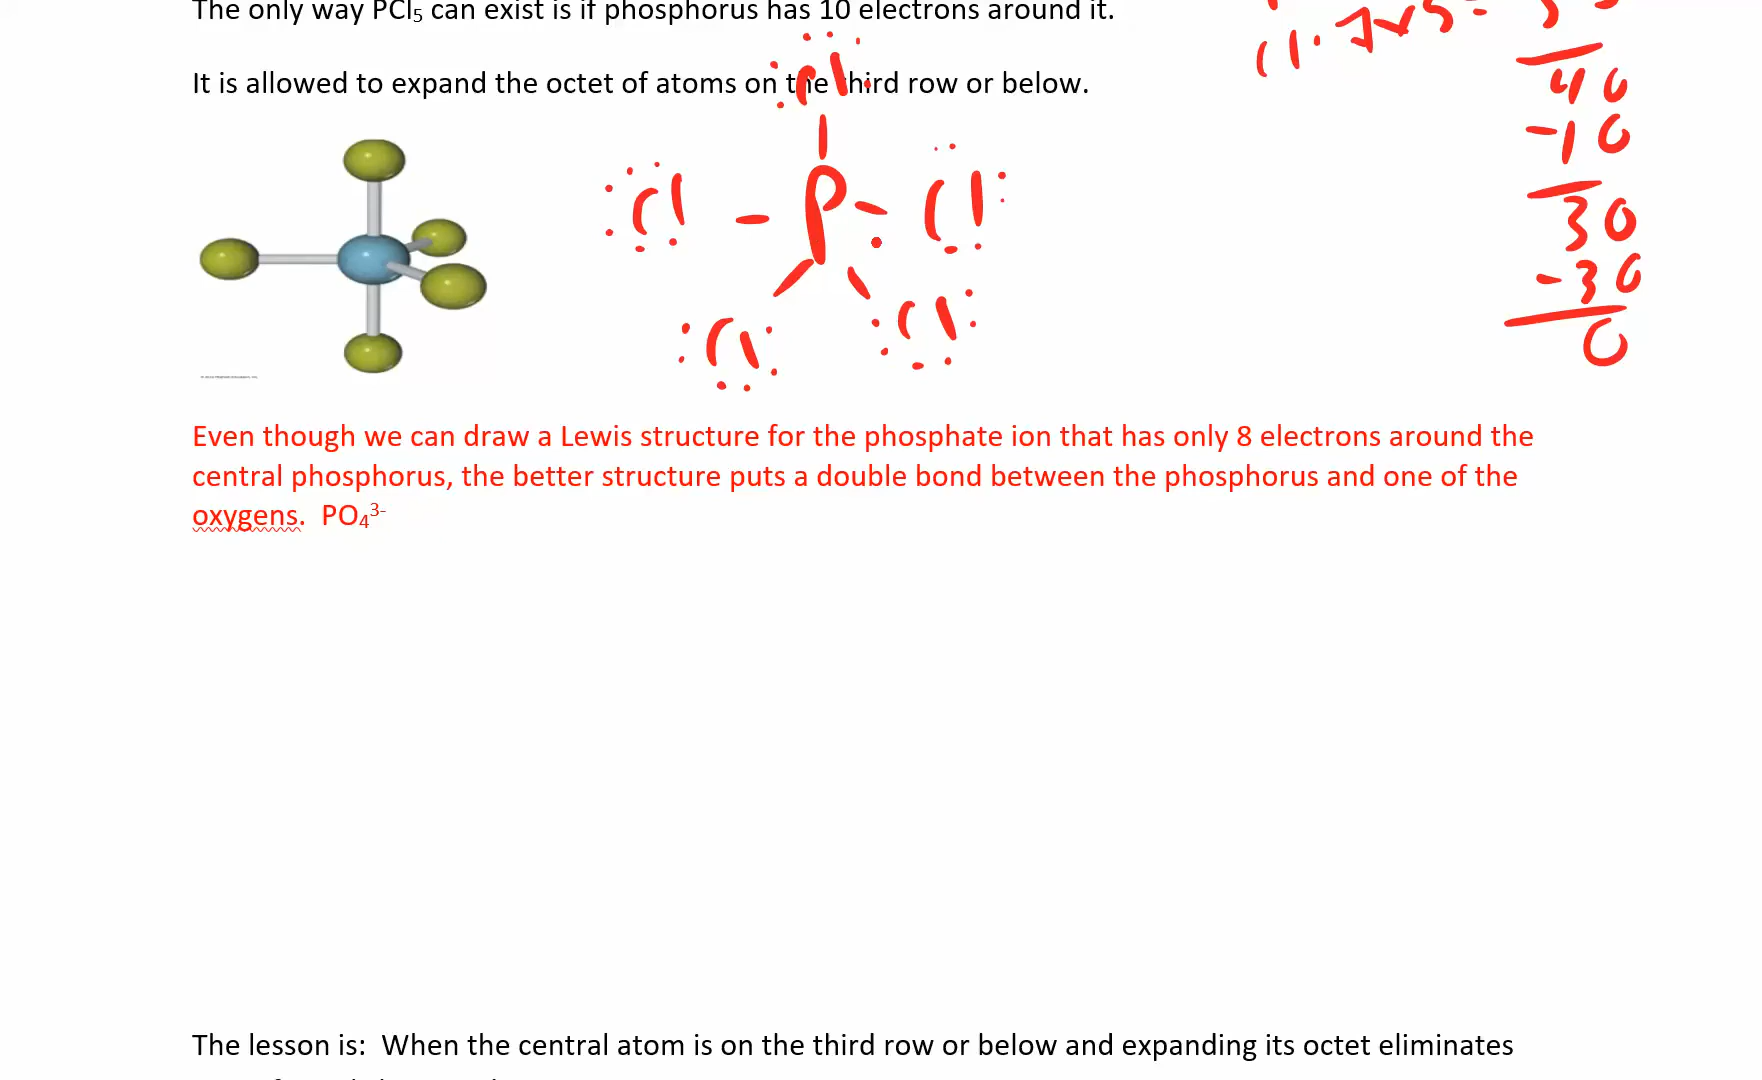 The only way PCl₅ can exist is if phosphorus has 10 electrons around it.
Cl: 7x5=
It is allowed to expand the octet of atoms on the third row or below.
40
-10
30
-30
0
Cl
Cl - P - Cl
Cl Cl
Even though we can draw a Lewis structure for the phosphate ion that has only 8 electrons around the
central phosphorus, the better structure puts a double bond between the phosphorus and one of the
oxygens. PO₄³⁻
The lesson is: When the central atom is on the third row or below and expanding its octet eliminates